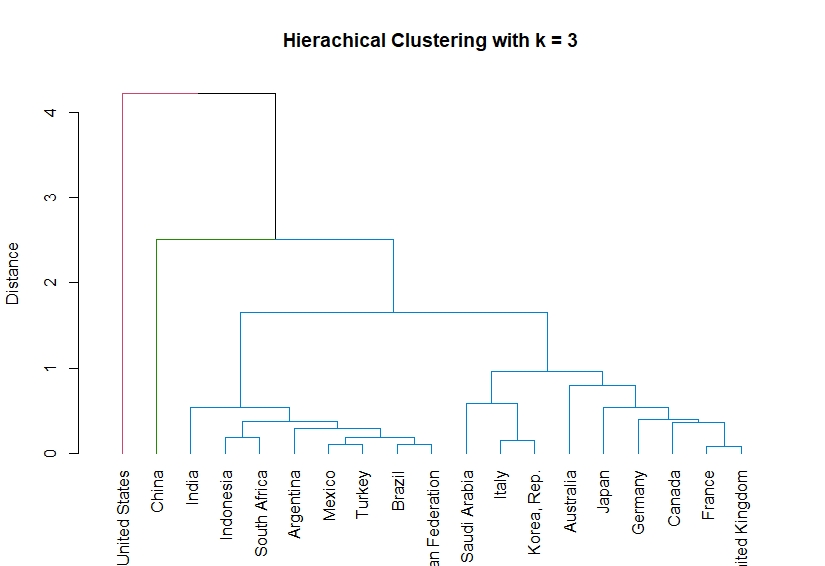 Hierachical Clustering with k = 3
Distance
4
3
2
1
0
United States
China
India
Indonesia
South Africa
Argentina
Mexico
Turkey
Brazil
an Federation
Saudi Arabia
Italy
Korea, Rep.
Australia
Japan
Germany
Canada
France
ited Kingdom